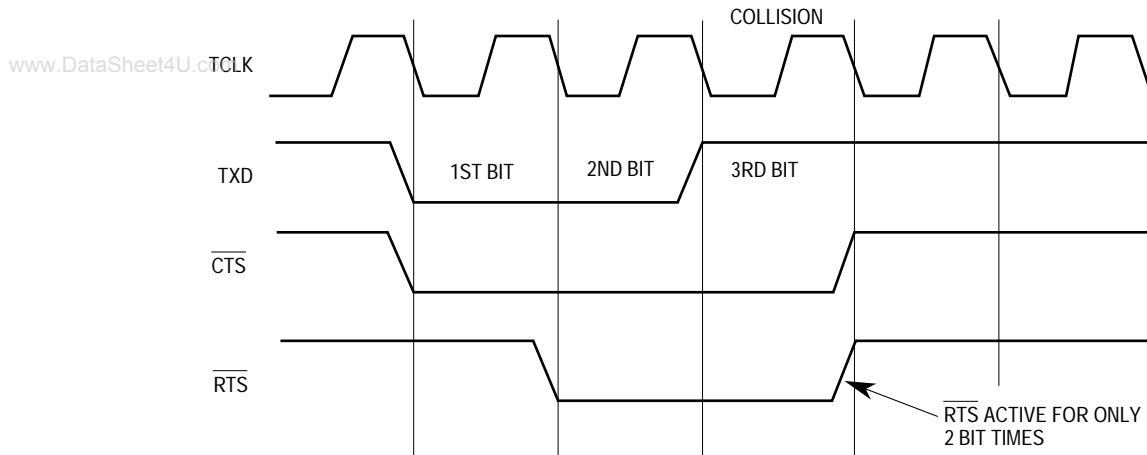 COLLISION
www.DataSheet4U.com
TCLK
TXD
1ST BIT
2ND BIT
3RD BIT
CTS
RTS
RTS ACTIVE FOR ONLY
2 BIT TIMES